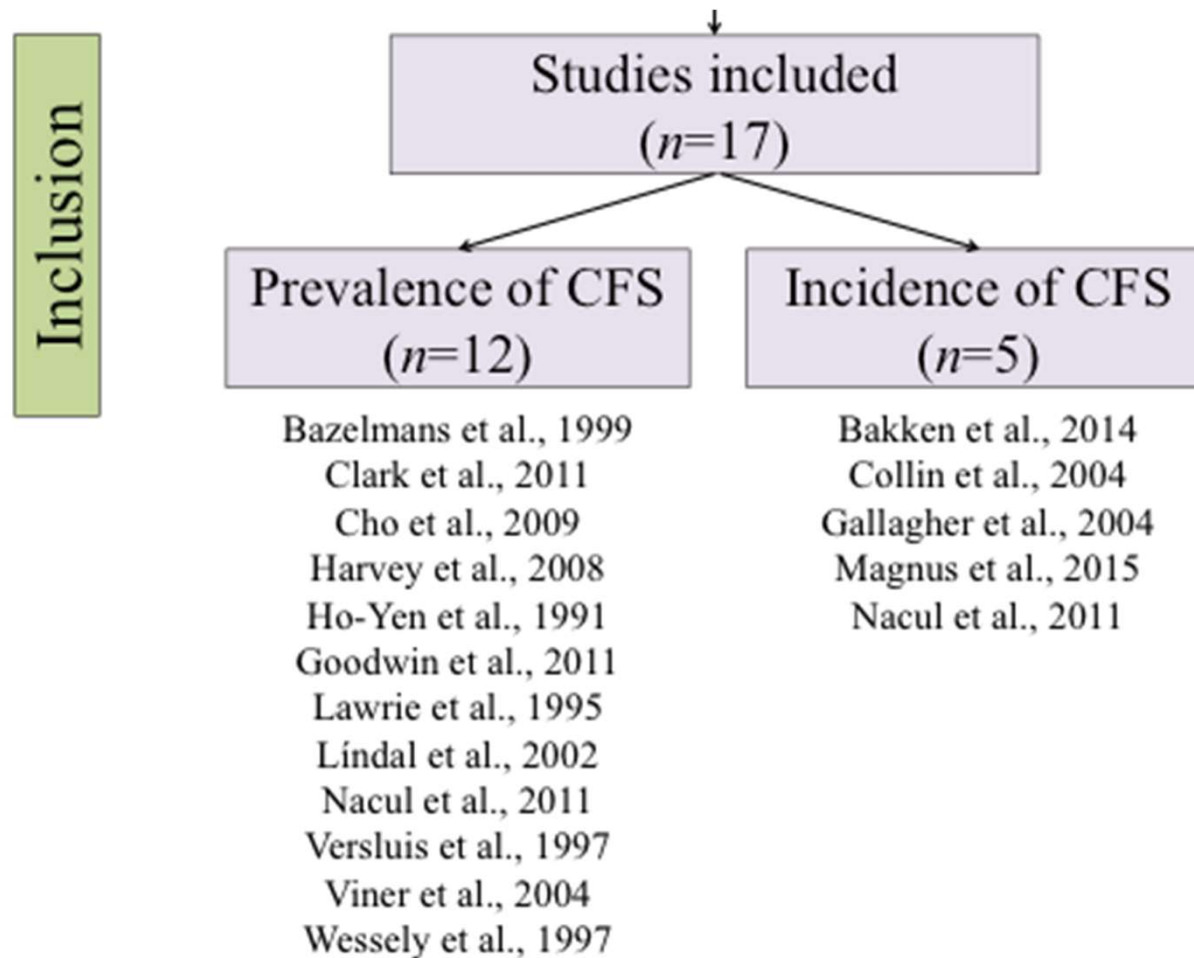 Inclusion
Studies included
(n=17)
Prevalence of CFS
(n=12)
Bazelmans et al., 1999
Clark et al., 2011
Cho et al., 2009
Harvey et al., 2008
Ho-Yen et al., 1991
Goodwin et al., 2011
Lawrie et al., 1995
Líndal et al., 2002
Nacul et al., 2011
Versluis et al., 1997
Viner et al., 2004
Wessely et al., 1997
Incidence of CFS
(n=5)
Bakken et al., 2014
Collin et al., 2004
Gallagher et al., 2004
Magnus et al., 2015
Nacul et al., 2011